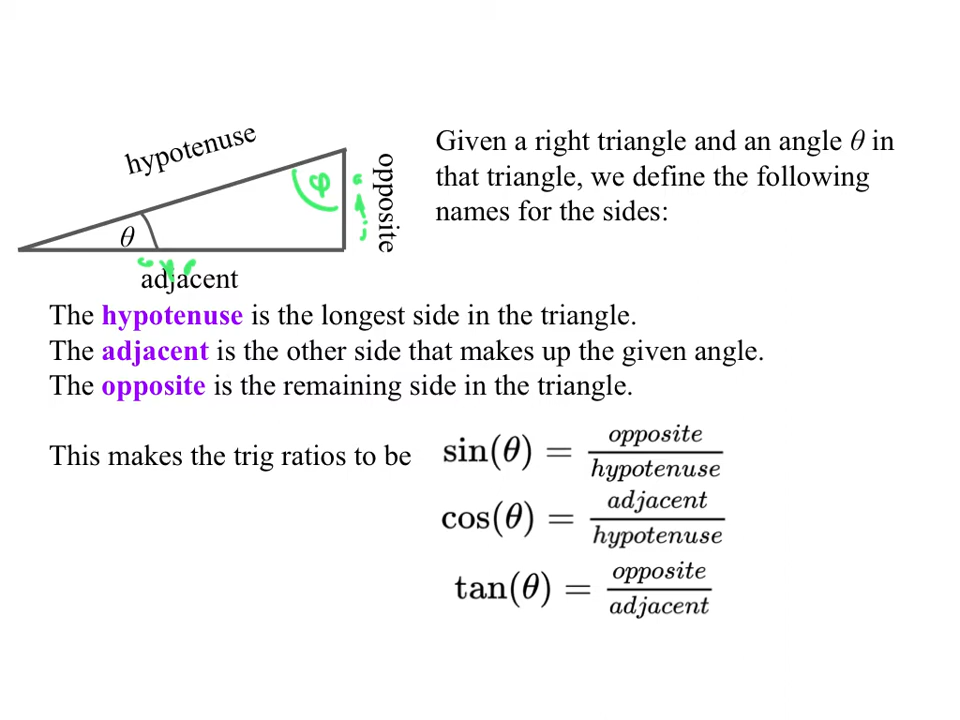 hypotenuse
θ
φ
opposite
adjacent
Given a right triangle and an angle θ in
that triangle, we define the following
names for the sides:
The hypotenuse is the longest side in the triangle.
The adjacent is the other side that makes up the given angle.
The opposite is the remaining side in the triangle.
This makes the trig ratios to be
sin(θ) = opposite/hypotenuse
cos(θ) = adjacent/hypotenuse
tan(θ) = opposite/adjacent